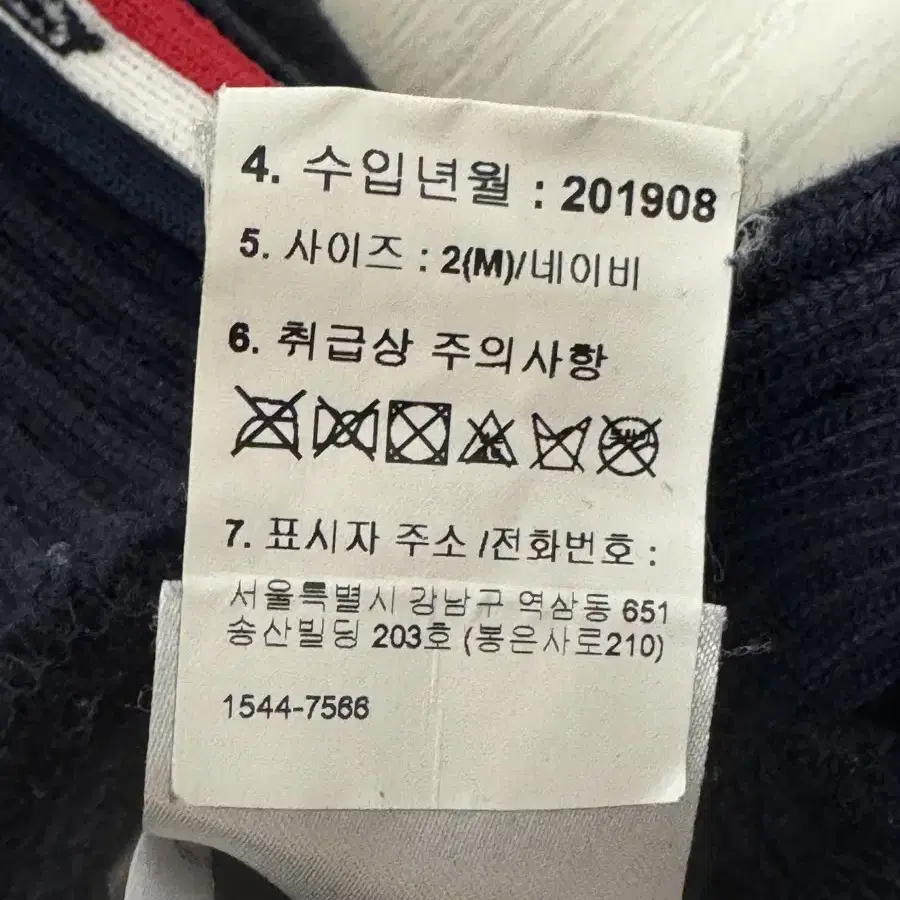 4. 수입년월 : 201908
5. 사이즈 : 2(M)/네이비
6. 취급상 주의사항
7. 표시자 주소 /전화번호 :
서울특별시 강남구 역삼동 651
송산빌딩 203호 (봉은사로210)
1544-7566